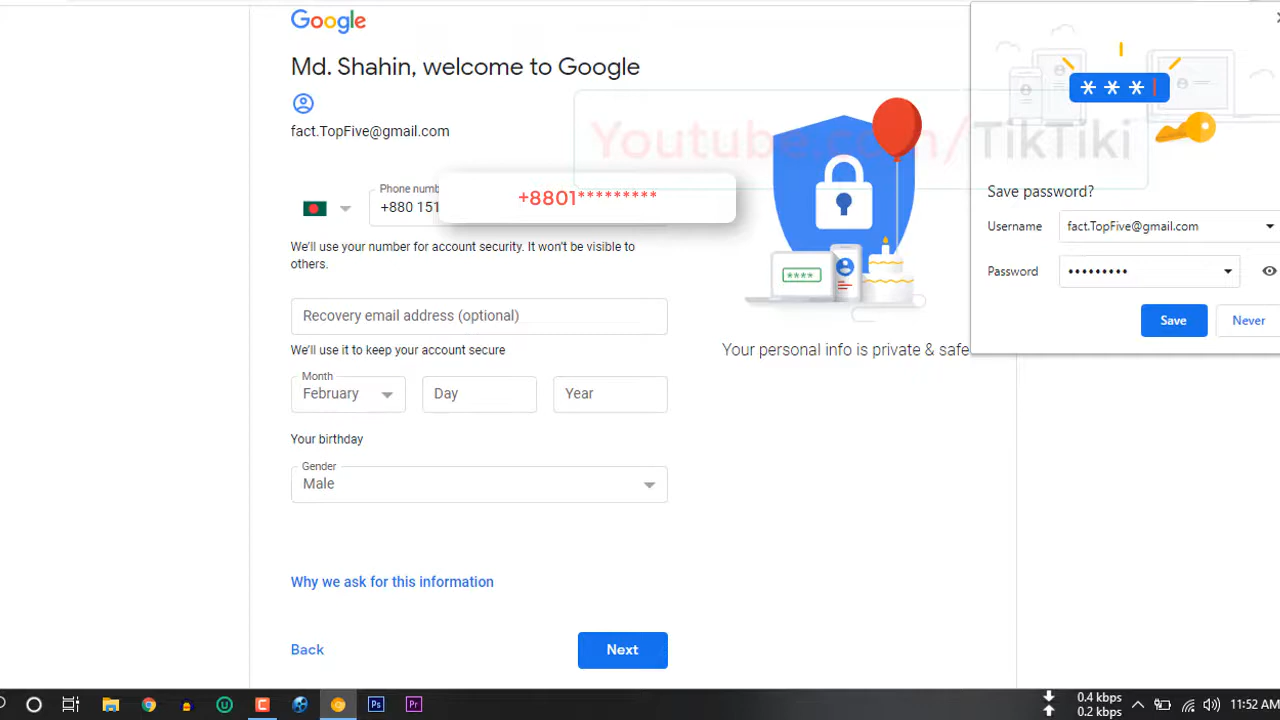 Google
Md. Shahin, welcome to Google
fact.TopFive@gmail.com
Youtube.com/TikTiki
Phone numb
+880 151
+8801*********
We'll use your number for account security. It won't be visible to
others.
Recovery email address (optional)
We'll use it to keep your account secure
Month
February
Day
Year
Your birthday
Gender
Male
Why we ask for this information
Back
Next
****
Your personal info is private & safe
***
Save password?
Username
fact.TopFive@gmail.com
Password
•••••••••
Save
Never
Ps
Pr
0.4 kbps
0.2 kbps
11:52 AM